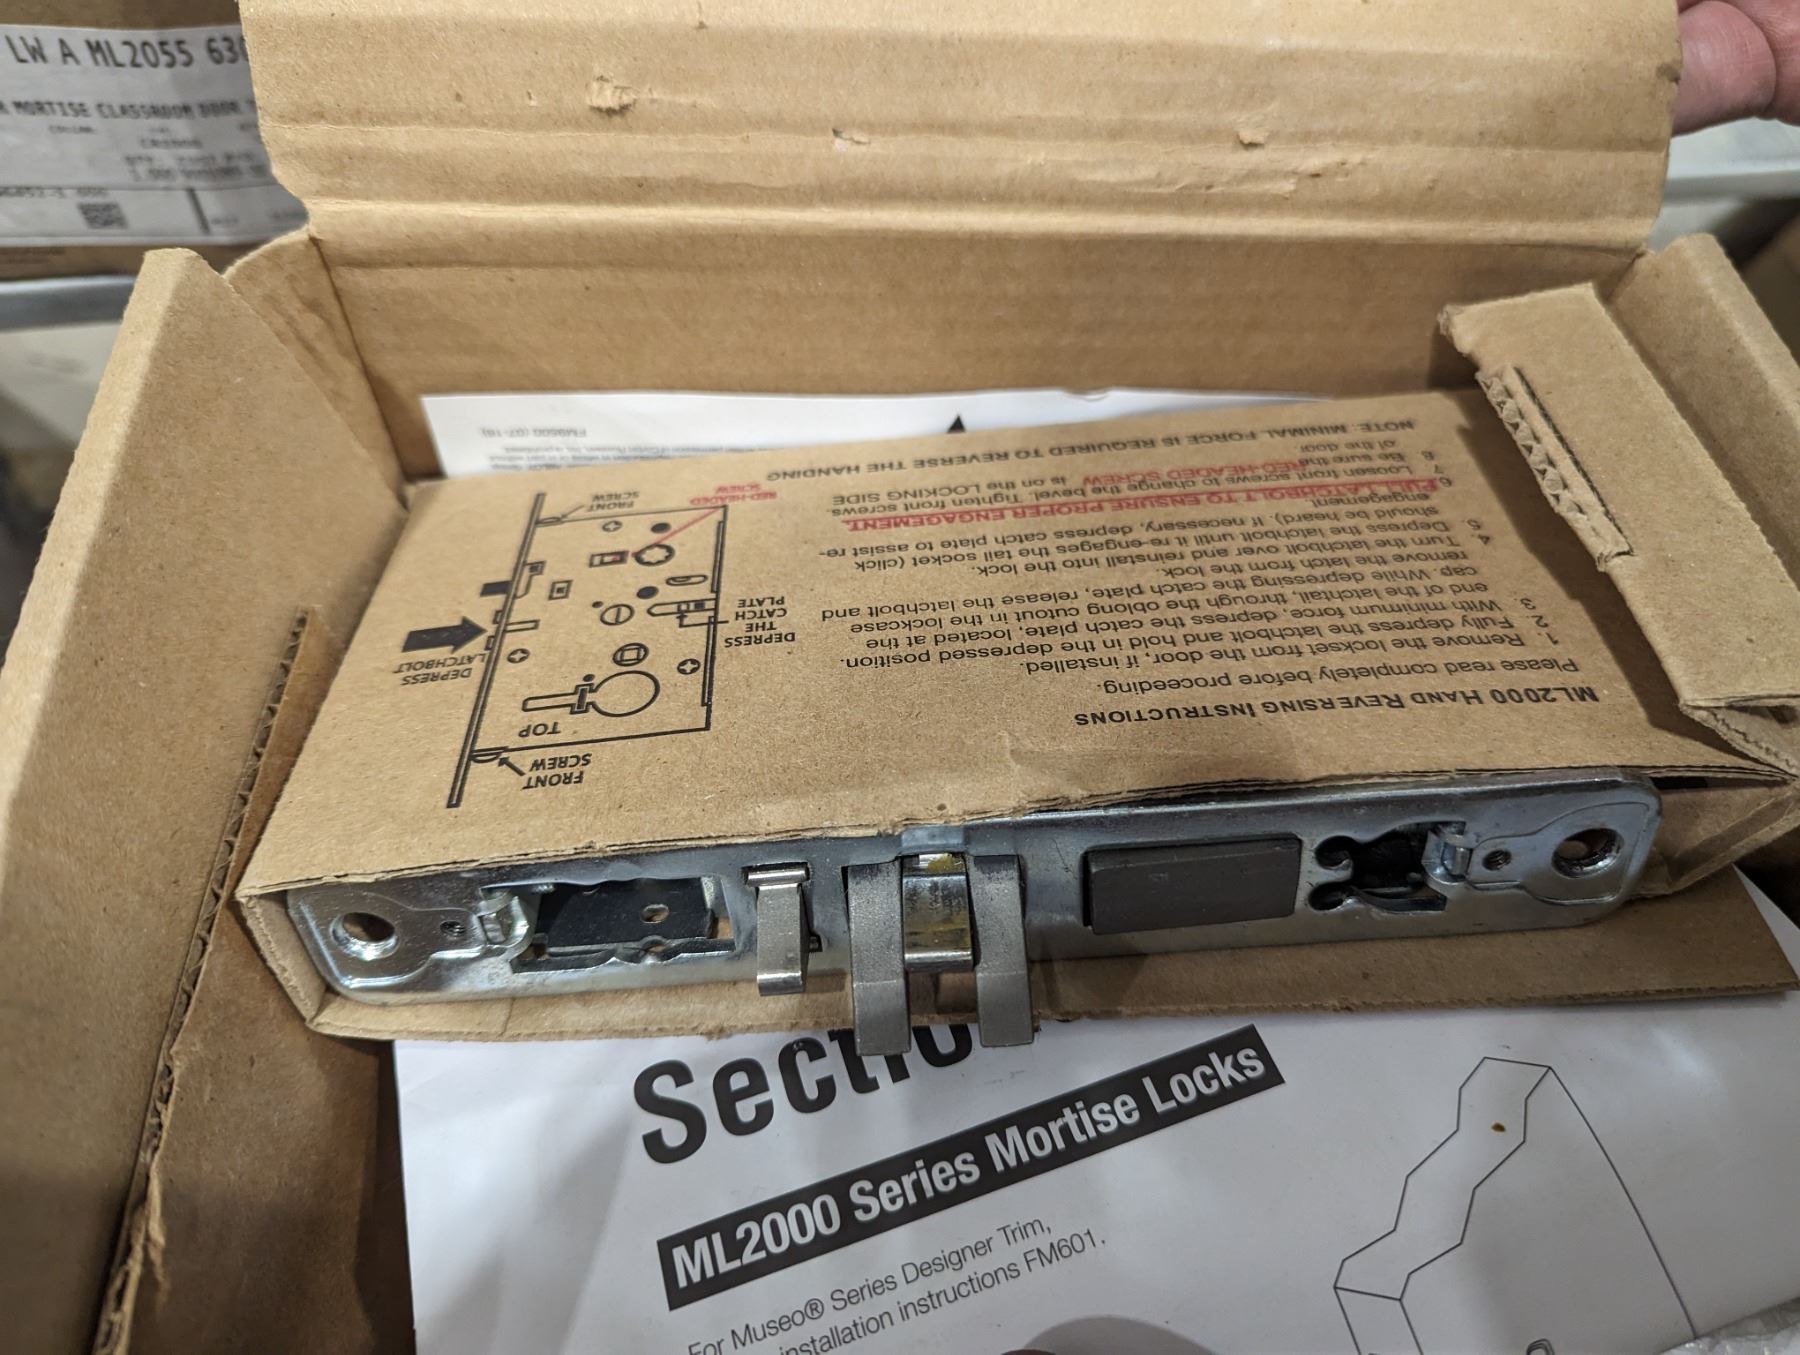 LW A ML2055 630
MORTISE CLASSROOM DOOR
FM9500 (07-16)
ML2000 HAND REVERSING INSTRUCTIONS
Please read completely before proceeding.
1. Remove the lockset from the door, if installed.
2. Fully depress the latchbolt and hold in the depressed position.
3. With minimum force, depress the catch plate, located at the
end of the latchtail, through the oblong cutout in the lockcase
cap. While depressing the catch plate, release the latchbolt and
remove the latch from the lock.
4. Turn the latchbolt over and reinstall into the lock.
5. Depress the latchbolt until it re-engages the tail socket (click
should be heard). If necessary, depress catch plate to assist re-
engagement.
6. PULL LATCHBOLT TO ENSURE PROPER ENGAGEMENT.
7. Loosen front screws to change the bevel. Tighten front screws.
8. Be sure the RED-HEADED SCREW is on the LOCKING SIDE
of the door.
NOTE: MINIMAL FORCE IS REQUIRED TO REVERSE THE HANDING
FRONT
SCREW
TOP
DEPRESS
LATCHBOLT
DEPRESS
THE
CATCH
PLATE
RED-HEADED
SCREW
FRONT
SCREW
Section
ML2000 Series Mortise Locks
For Museo® Series Designer Trim,
installation instructions FM601.